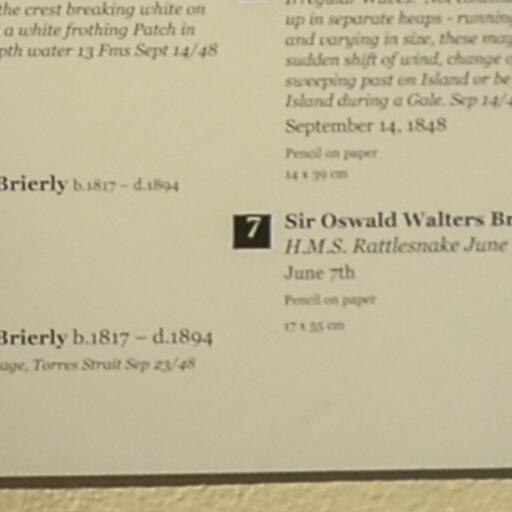 the crest breaking white on
a white frothing Patch in
pth water 13 Fms Sept 14/48
Brierly b.1817 – d.1894
Brierly b.1817 – d.1894
age, Torres Strait Sep 23/48
up in separate heaps - running
and varying in size, these may
sudden shift of wind, change
sweeping past on Island or be
Island during a Gale. Sep 14/4
September 14, 1848
Pencil on paper
14 x 39 cm
7 Sir Oswald Walters Br
H.M.S. Rattlesnake June
June 7th
Pencil on paper
17 x 55 cm